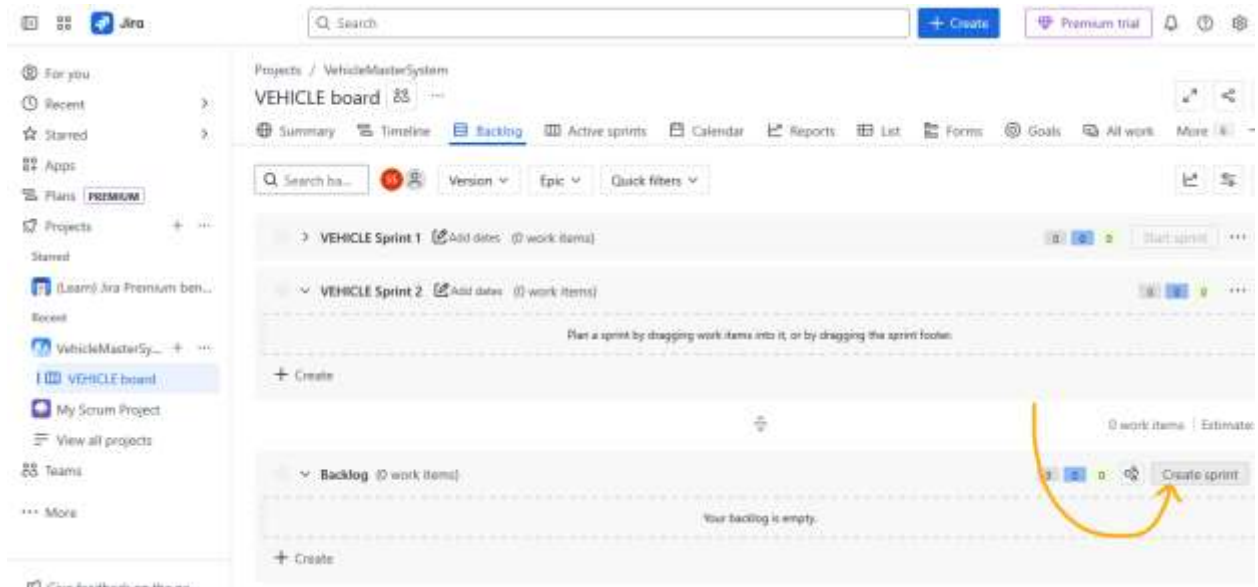 Jira
Search
+ Create
Premium trial
For you
Recent
Starred
Apps
Plans PREMIUM
Projects
Starred
(Learn) Jira Premium ben...
Recent
VehicleMasterSy...
VEHICLE board
My Scrum Project
View all projects
Teams
More
Projects / VehicleMasterSystem
VEHICLE board
Summary Timeline Backlog Active sprints Calendar Reports List Forms Goals All work More
Search ba... Version Epic Quick filters
VEHICLE Sprint 1 Add dates (0 work items) 0 0 0 Start sprint
VEHICLE Sprint 2 Add dates (0 work items) 0 0 0
Plan a sprint by dragging work items into it, or by dragging the sprint footer.
+ Create
0 work items Estimate:
Backlog (0 work items) 0 0 0 Create sprint
Your backlog is empty.
+ Create